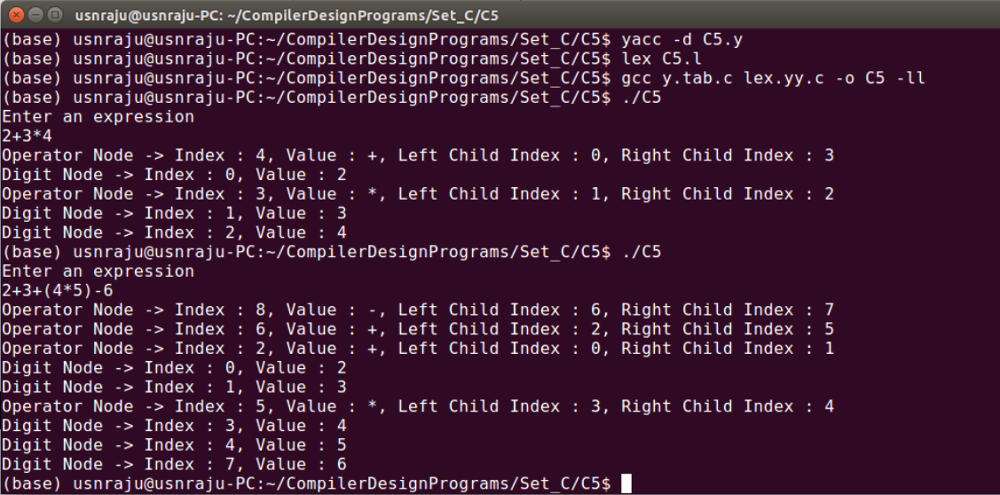 usnraju@usnraju-PC: ~/CompilerDesignPrograms/Set_C/C5
(base) usnraju@usnraju-PC:~/CompilerDesignPrograms/Set_C/C5$ yacc -d C5.y
(base) usnraju@usnraju-PC:~/CompilerDesignPrograms/Set_C/C5$ lex C5.l
(base) usnraju@usnraju-PC:~/CompilerDesignPrograms/Set_C/C5$ gcc y.tab.c lex.yy.c -o C5 -ll
(base) usnraju@usnraju-PC:~/CompilerDesignPrograms/Set_C/C5$ ./C5
Enter an expression
2+3*4
Operator Node -> Index : 4, Value : +, Left Child Index : 0, Right Child Index : 3
Digit Node -> Index : 0, Value : 2
Operator Node -> Index : 3, Value : *, Left Child Index : 1, Right Child Index : 2
Digit Node -> Index : 1, Value : 3
Digit Node -> Index : 2, Value : 4
(base) usnraju@usnraju-PC:~/CompilerDesignPrograms/Set_C/C5$ ./C5
Enter an expression
2+3+(4*5)-6
Operator Node -> Index : 8, Value : -, Left Child Index : 6, Right Child Index : 7
Operator Node -> Index : 6, Value : +, Left Child Index : 2, Right Child Index : 5
Operator Node -> Index : 2, Value : +, Left Child Index : 0, Right Child Index : 1
Digit Node -> Index : 0, Value : 2
Digit Node -> Index : 1, Value : 3
Operator Node -> Index : 5, Value : *, Left Child Index : 3, Right Child Index : 4
Digit Node -> Index : 3, Value : 4
Digit Node -> Index : 4, Value : 5
Digit Node -> Index : 7, Value : 6
(base) usnraju@usnraju-PC:~/CompilerDesignPrograms/Set_C/C5$